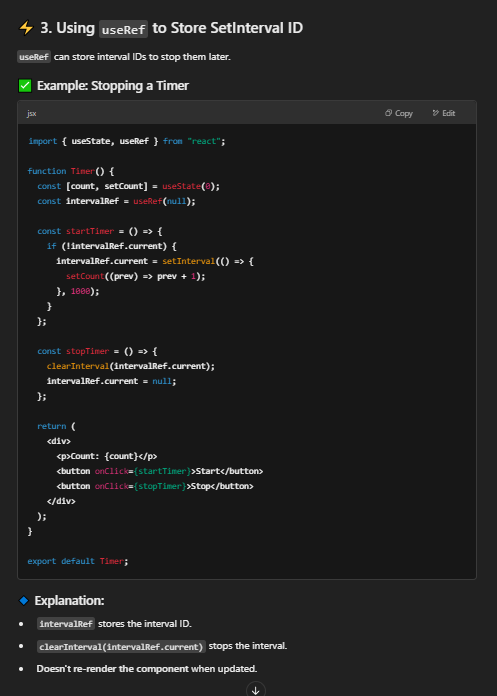 ⚡ 3. Using useRef to Store SetInterval ID
useRef can store interval IDs to stop them later.
✅ Example: Stopping a Timer
jsx Copy Edit
import { useState, useRef } from "react";
function Timer() {
const [count, setCount] = useState(0);
const intervalRef = useRef(null);
const startTimer = () => {
if (!intervalRef.current) {
intervalRef.current = setInterval(() => {
setCount((prev) => prev + 1);
}, 1000);
}
};
const stopTimer = () => {
clearInterval(intervalRef.current);
intervalRef.current = null;
};
return (
<div>
<p>Count: {count}</p>
<button onClick={startTimer}>Start</button>
<button onClick={stopTimer}>Stop</button>
</div>
);
}
export default Timer;
🔹 Explanation:
• intervalRef stores the interval ID.
• clearInterval(intervalRef.current) stops the interval.
• Doesn't re-render the component when updated.